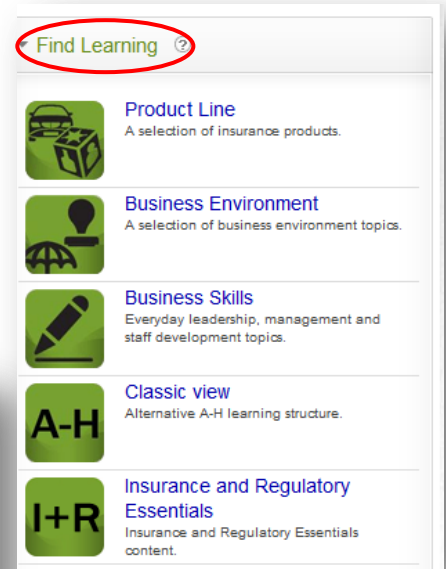 Find Learning ?
Product Line
A selection of insurance products.
Business Environment
A selection of business environment topics.
Business Skills
Everyday leadership, management and
staff development topics.
A-H
Classic view
Alternative A-H learning structure.
I+R
Insurance and Regulatory
Essentials
Insurance and Regulatory Essentials
content.